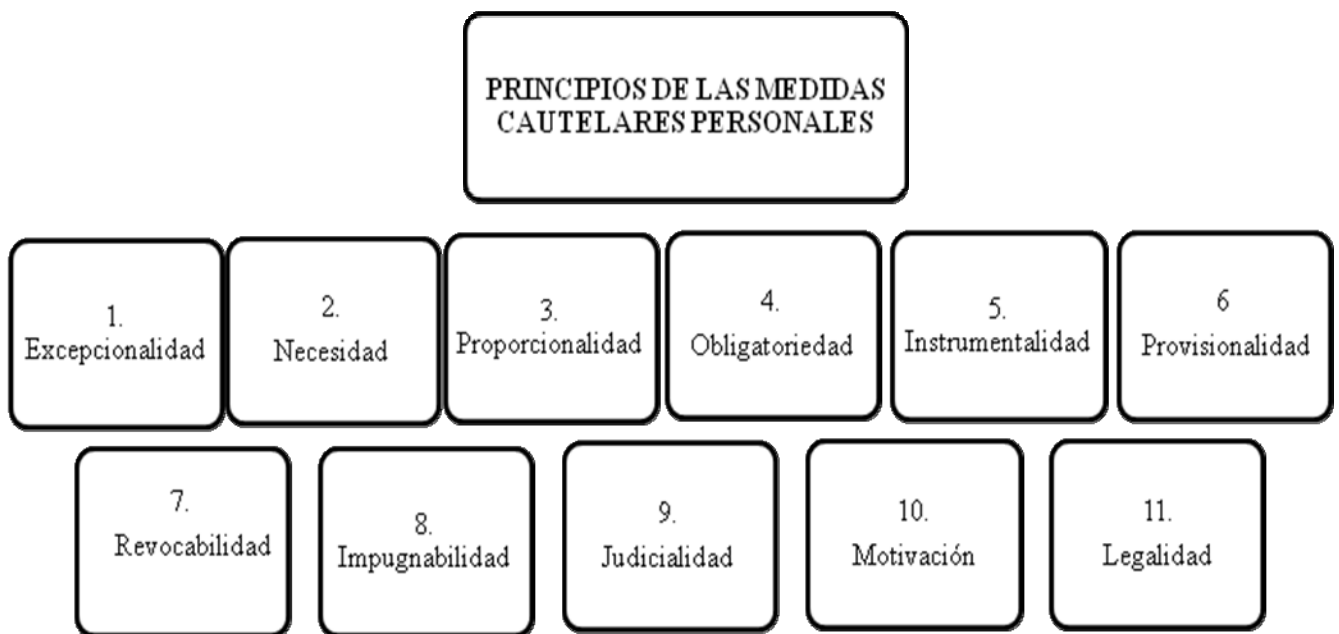 PRINCIPIOS DE LAS MEDIDAS
CAUTELARES PERSONALES
1.
Excepcionalidad
2.
Necesidad
3.
Proporcionalidad
4.
Obligatoriedad
5.
Instrumentalidad
6
Provisionalidad
7.
Revocabilidad
8.
Impugnabilidad
9.
Judicialidad
10.
Motivación
11.
Legalidad